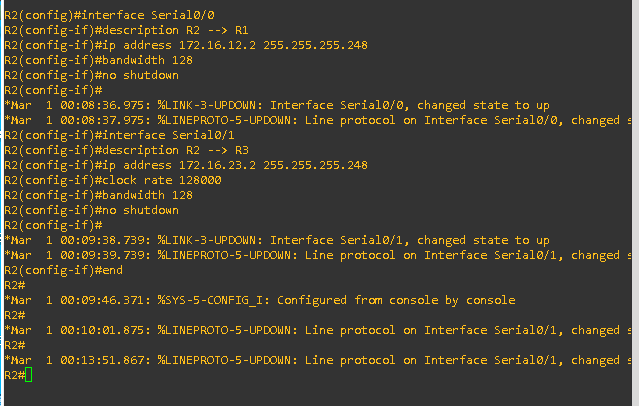 R2(config)#interface Serial0/0
R2(config-if)#description R2 --> R1
R2(config-if)#ip address 172.16.12.2 255.255.255.248
R2(config-if)#bandwidth 128
R2(config-if)#no shutdown
R2(config-if)#
*Mar  1 00:08:36.975: %LINK-3-UPDOWN: Interface Serial0/0, changed state to up
*Mar  1 00:08:37.975: %LINEPROTO-5-UPDOWN: Line protocol on Interface Serial0/0, changed s
R2(config-if)#interface Serial0/1
R2(config-if)#description R2 --> R3
R2(config-if)#ip address 172.16.23.2 255.255.255.248
R2(config-if)#clock rate 128000
R2(config-if)#bandwidth 128
R2(config-if)#no shutdown
R2(config-if)#
*Mar  1 00:09:38.739: %LINK-3-UPDOWN: Interface Serial0/1, changed state to up
*Mar  1 00:09:39.739: %LINEPROTO-5-UPDOWN: Line protocol on Interface Serial0/1, changed s
R2(config-if)#end
R2#
*Mar  1 00:09:46.371: %SYS-5-CONFIG_I: Configured from console by console
R2#
*Mar  1 00:10:01.875: %LINEPROTO-5-UPDOWN: Line protocol on Interface Serial0/1, changed s
R2#
*Mar  1 00:13:51.867: %LINEPROTO-5-UPDOWN: Line protocol on Interface Serial0/1, changed s
R2#